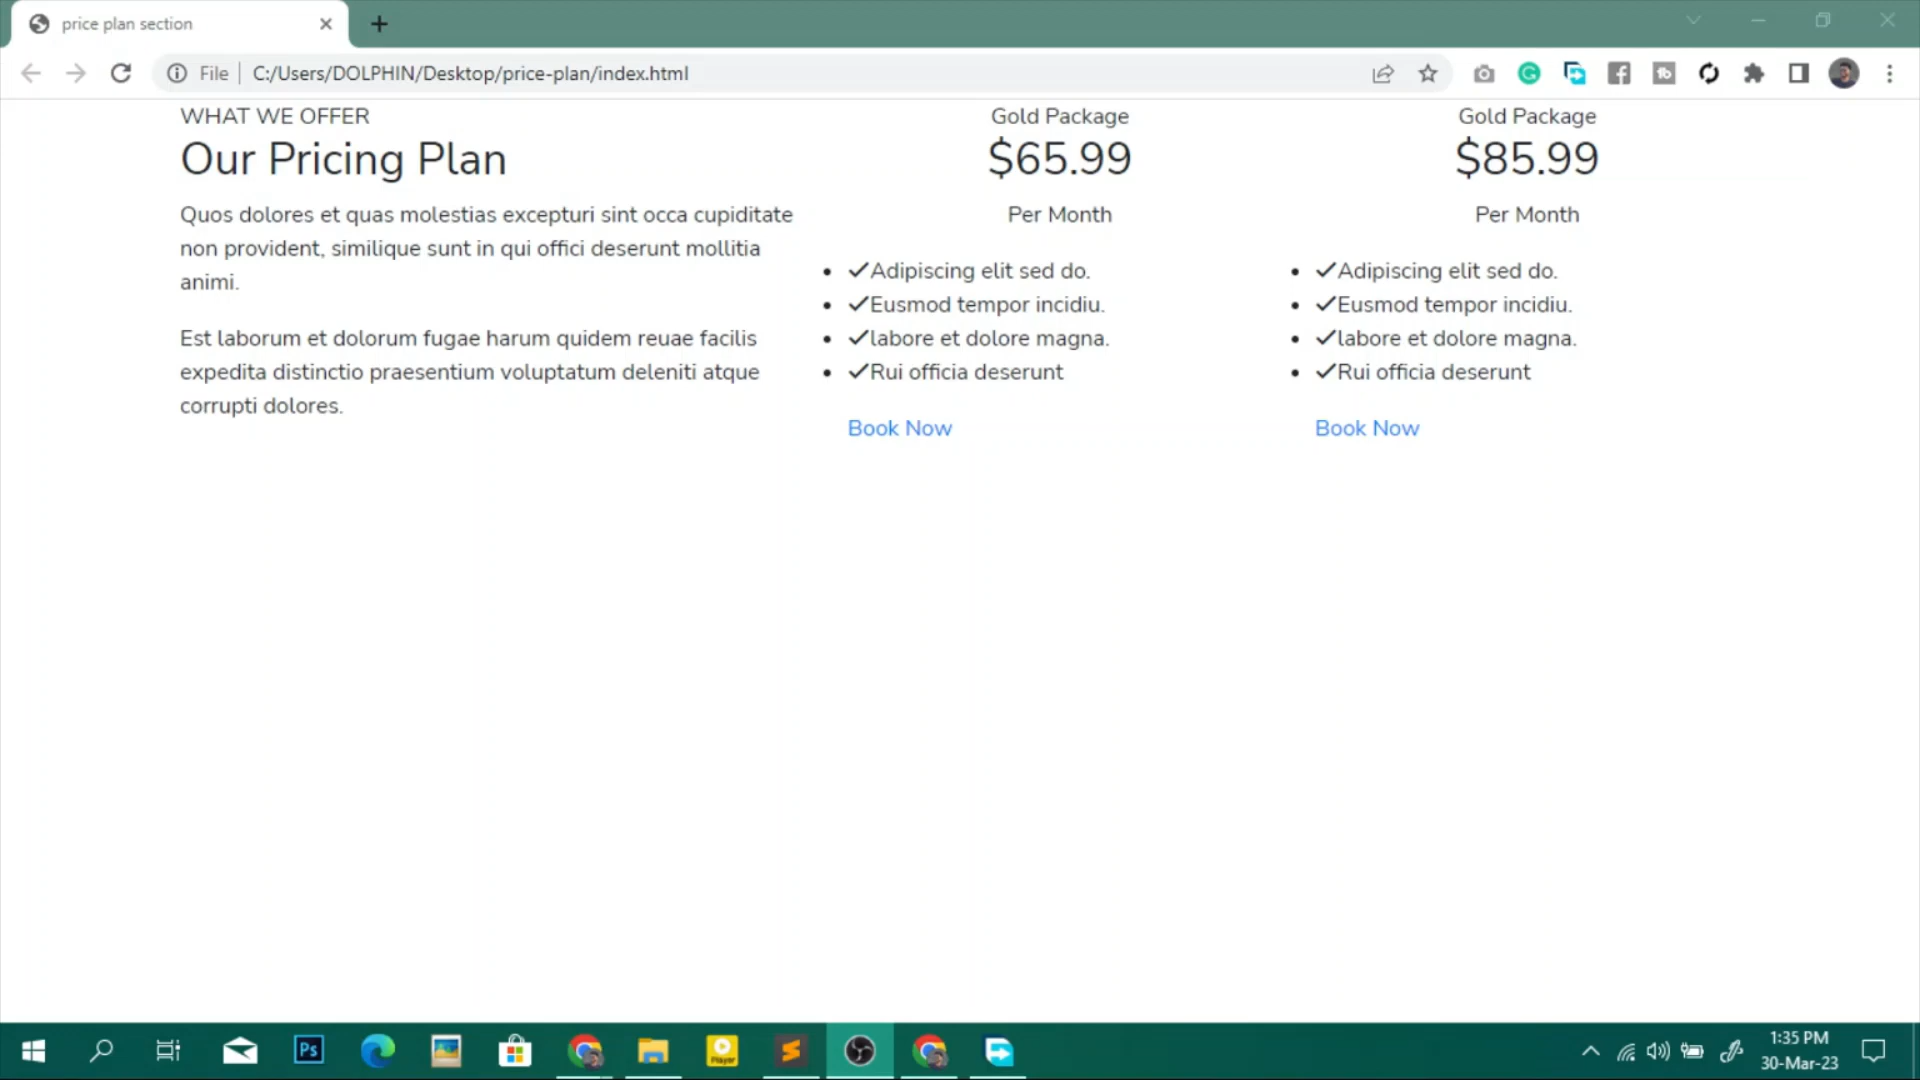 price plan section
File
C:/Users/DOLPHIN/Desktop/price-plan/index.html
WHAT WE OFFER
Our Pricing Plan
Quos dolores et quas molestias excepturi sint occa cupiditate
non provident, similique sunt in qui offici deserunt mollitia
animi.
Est laborum et dolorum fugae harum quidem reuae facilis
expedita distinctio praesentium voluptatum deleniti atque
corrupti dolores.
Gold Package
$65.99
Per Month
Adipiscing elit sed do.
Eusmod tempor incidiu.
labore et dolore magna.
Rui officia deserunt
Book Now
Gold Package
$85.99
Per Month
Adipiscing elit sed do.
Eusmod tempor incidiu.
labore et dolore magna.
Rui officia deserunt
Book Now
Ps
Player
1:35 PM
30-Mar-23